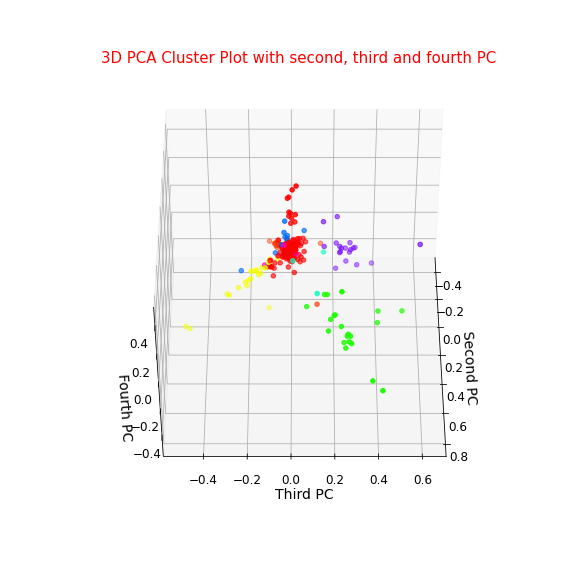 3D PCA Cluster Plot with second, third and fourth PC
−0.4
−0.2
0.0
0.2
0.4
0.6
0.8
Second PC
0.4
0.2
0.0
−0.2
−0.4
Fourth PC
−0.4 −0.2 0.0 0.2 0.4 0.6
Third PC